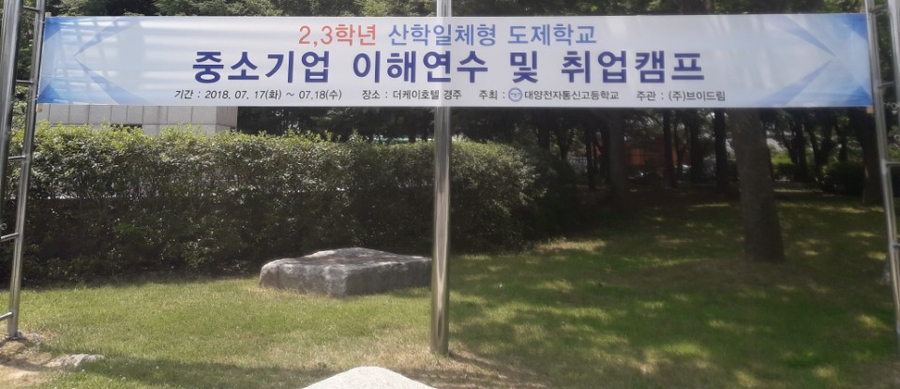 2,3학년 산학일체형 도제학교
중소기업 이해연수 및 취업캠프
기간 : 2018. 07. 17(화) ~ 07.18(수) 장소 : 더케이호텔 경주 주최 : 대양전자통신고등학교 주관 : (주)브이드림